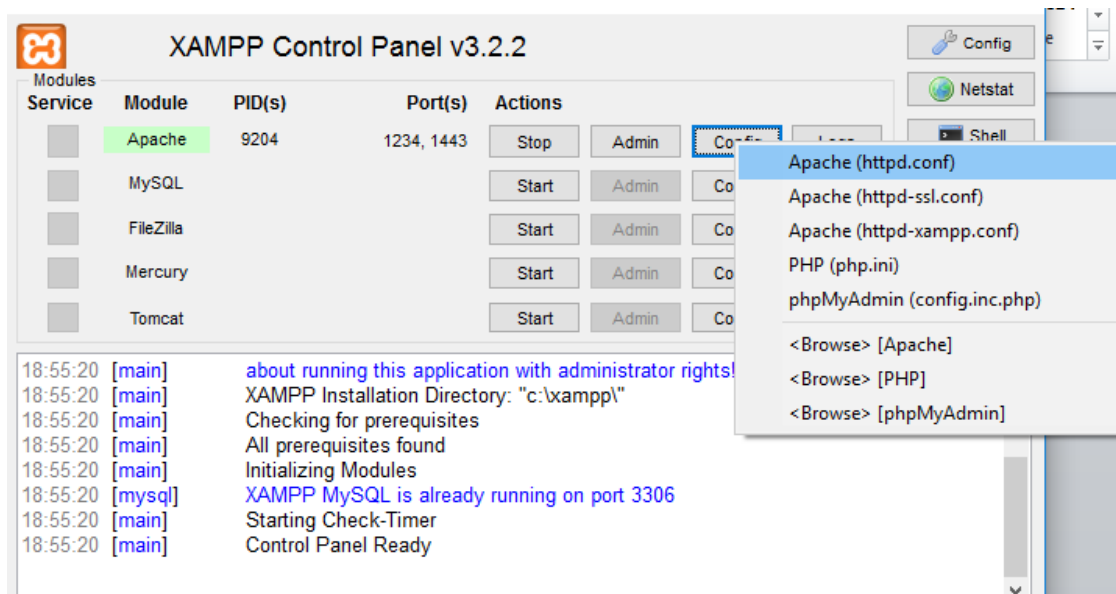 XAMPP Control Panel v3.2.2
Config
Modules
Service Module PID(s) Port(s) Actions
Netstat
Apache 9204 1234, 1443 Stop Admin Config Shell
MySQL Start Admin Co
FileZilla Start Admin Co
Mercury Start Admin Co
Tomcat Start Admin Co
Apache (httpd.conf)
Apache (httpd-ssl.conf)
Apache (httpd-xampp.conf)
PHP (php.ini)
phpMyAdmin (config.inc.php)
<Browse> [Apache]
<Browse> [PHP]
<Browse> [phpMyAdmin]
18:55:20 [main] about running this application with administrator rights!
18:55:20 [main] XAMPP Installation Directory: "c:\xampp\"
18:55:20 [main] Checking for prerequisites
18:55:20 [main] All prerequisites found
18:55:20 [main] Initializing Modules
18:55:20 [mysql] XAMPP MySQL is already running on port 3306
18:55:20 [main] Starting Check-Timer
18:55:20 [main] Control Panel Ready